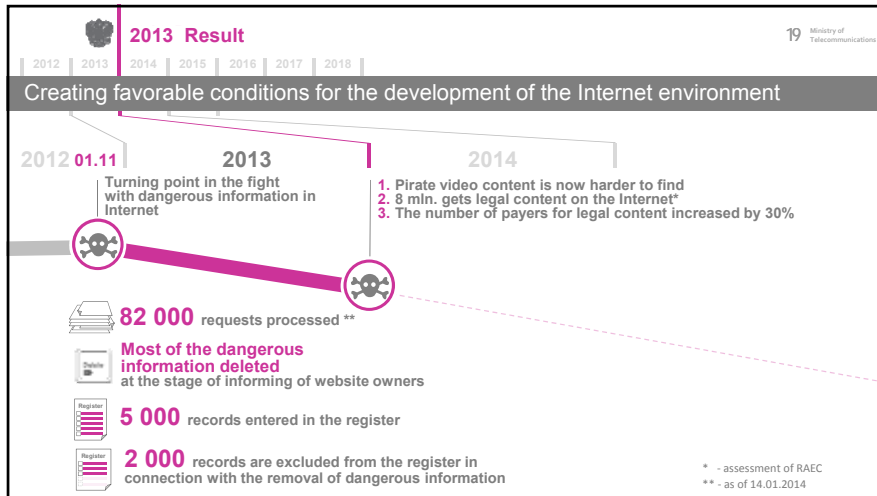 2013 Result
19 Ministry of
Telecommunications
2012 2013 2014 2015 2016 2017 2018
Creating favorable conditions for the development of the Internet environment
2012 01.11 2013 2014
Turning point in the fight
with dangerous information in
Internet
1. Pirate video content is now harder to find
2. 8 mln. gets legal content on the Internet*
3. The number of payers for legal content increased by 30%
82 000 requests processed **
Delete
Most of the dangerous
information deleted
at the stage of informing of website owners
Register
5 000 records entered in the register
Register
2 000 records are excluded from the register in
connection with the removal of dangerous information
* - assessment of RAEC
** - as of 14.01.2014